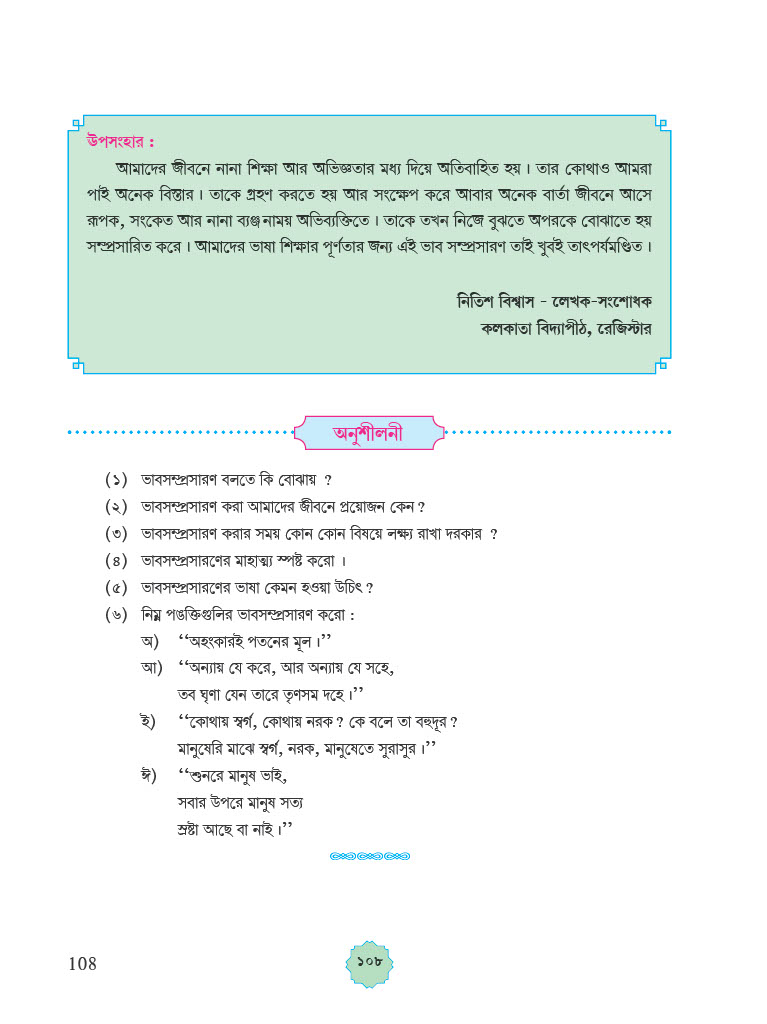 উপসংহার :
আমাদের জীবনে নানা শিক্ষা আর অভিজ্ঞতার মধ্য দিয়ে অতিবাহিত হয়। তার কোথাও আমরা
পাই অনেক বিস্তার। তাকে গ্রহণ করতে হয় আর সংক্ষেপ করে আবার অনেক বার্তা জীবনে আসে
রূপক, সংকেত আর নানা ব্যঞ্জনাময় অভিব্যক্তিতে। তাকে তখন নিজে বুঝতে অপরকে বোঝাতে হয়
সম্প্রসারিত করে। আমাদের ভাষা শিক্ষার পূর্ণতার জন্য এই ভাব সম্প্রসারণ তাই খুবই তাৎপর্যমণ্ডিত।
নিতিশ বিশ্বাস - লেখক-সংশোধক
কলকাতা বিদ্যাপীঠ, রেজিস্টার
অনুশীলনী
(১) ভাবসম্প্রসারণ বলতে কি বোঝায় ?
(২) ভাবসম্প্রসারণ করা আমাদের জীবনে প্রয়োজন কেন ?
(৩) ভাবসম্প্রসারণ করার সময় কোন কোন বিষয়ে লক্ষ্য রাখা দরকার ?
(৪) ভাবসম্প্রসারণের মাহাত্ম্য স্পষ্ট করো ।
(৫) ভাবসম্প্রসারণের ভাষা কেমন হওয়া উচিৎ ?
(৬) নিম্ন পঙক্তিগুলির ভাবসম্প্রসারণ করো :
অ) ‘‘অহংকারই পতনের মূল।’’
আ) ‘‘অন্যায় যে করে, আর অন্যায় যে সহে,
তব ঘৃণা যেন তারে তৃণসম দহে।’’
ই) ‘‘কোথায় স্বর্গ, কোথায় নরক ? কে বলে তা বহুদূর ?
মানুষেরি মাঝে স্বর্গ, নরক, মানুষেতে সুরাসুর।’’
ঈ) ‘‘শুনরে মানুষ ভাই,
সবার উপরে মানুষ সত্য
স্রষ্টা আছে বা নাই।’’
108
১০৮